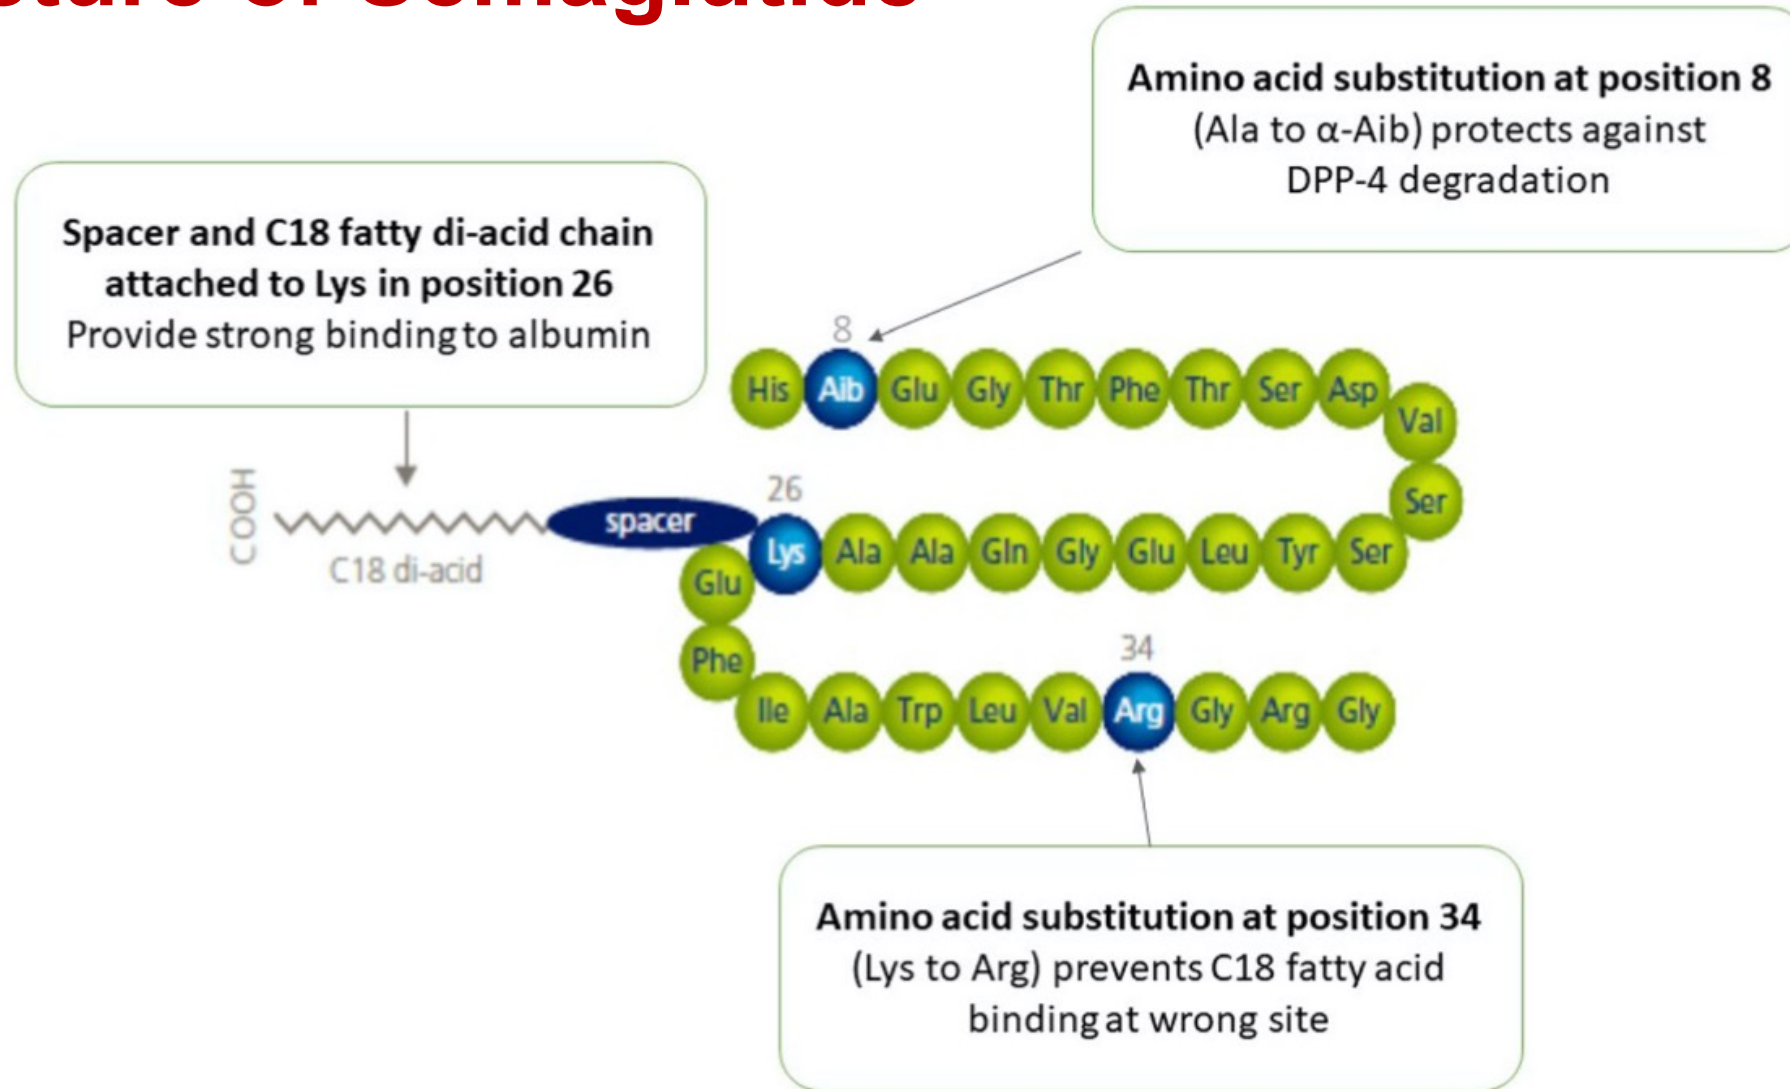 of Semaglutide
Amino acid substitution at position 8
(Ala to α-Aib) protects against
DPP-4 degradation
Spacer and C18 fatty di-acid chain
attached to Lys in position 26
Provide strong binding to albumin
8
His Aib Glu Gly Thr Phe Thr Ser Asp
Val
Ser
26
COOH
C18 di-acid
spacer
Lys Ala Ala Gln Gly Glu Leu Tyr Ser
Glu
Phe
34
Ile Ala Trp Leu Val Arg Gly Arg Gly
Amino acid substitution at position 34
(Lys to Arg) prevents C18 fatty acid
binding at wrong site